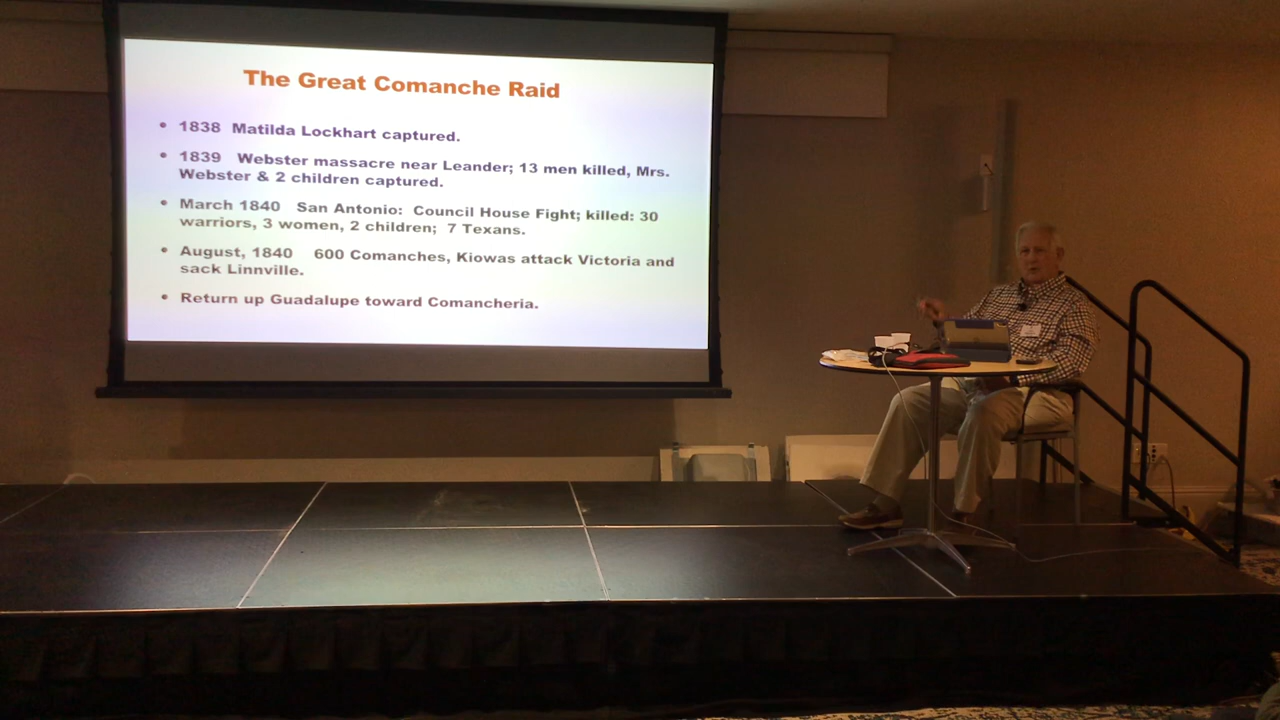 The Great Comanche Raid
• 1838 Matilda Lockhart captured.
• 1839 Webster massacre near Leander; 13 men killed, Mrs.
Webster & 2 children captured.
• March 1840 San Antonio: Council House Fight; killed: 30
warriors, 3 women, 2 children; 7 Texans.
• August, 1840 600 Comanches, Kiowas attack Victoria and
sack Linnville.
• Return up Guadalupe toward Comancheria.